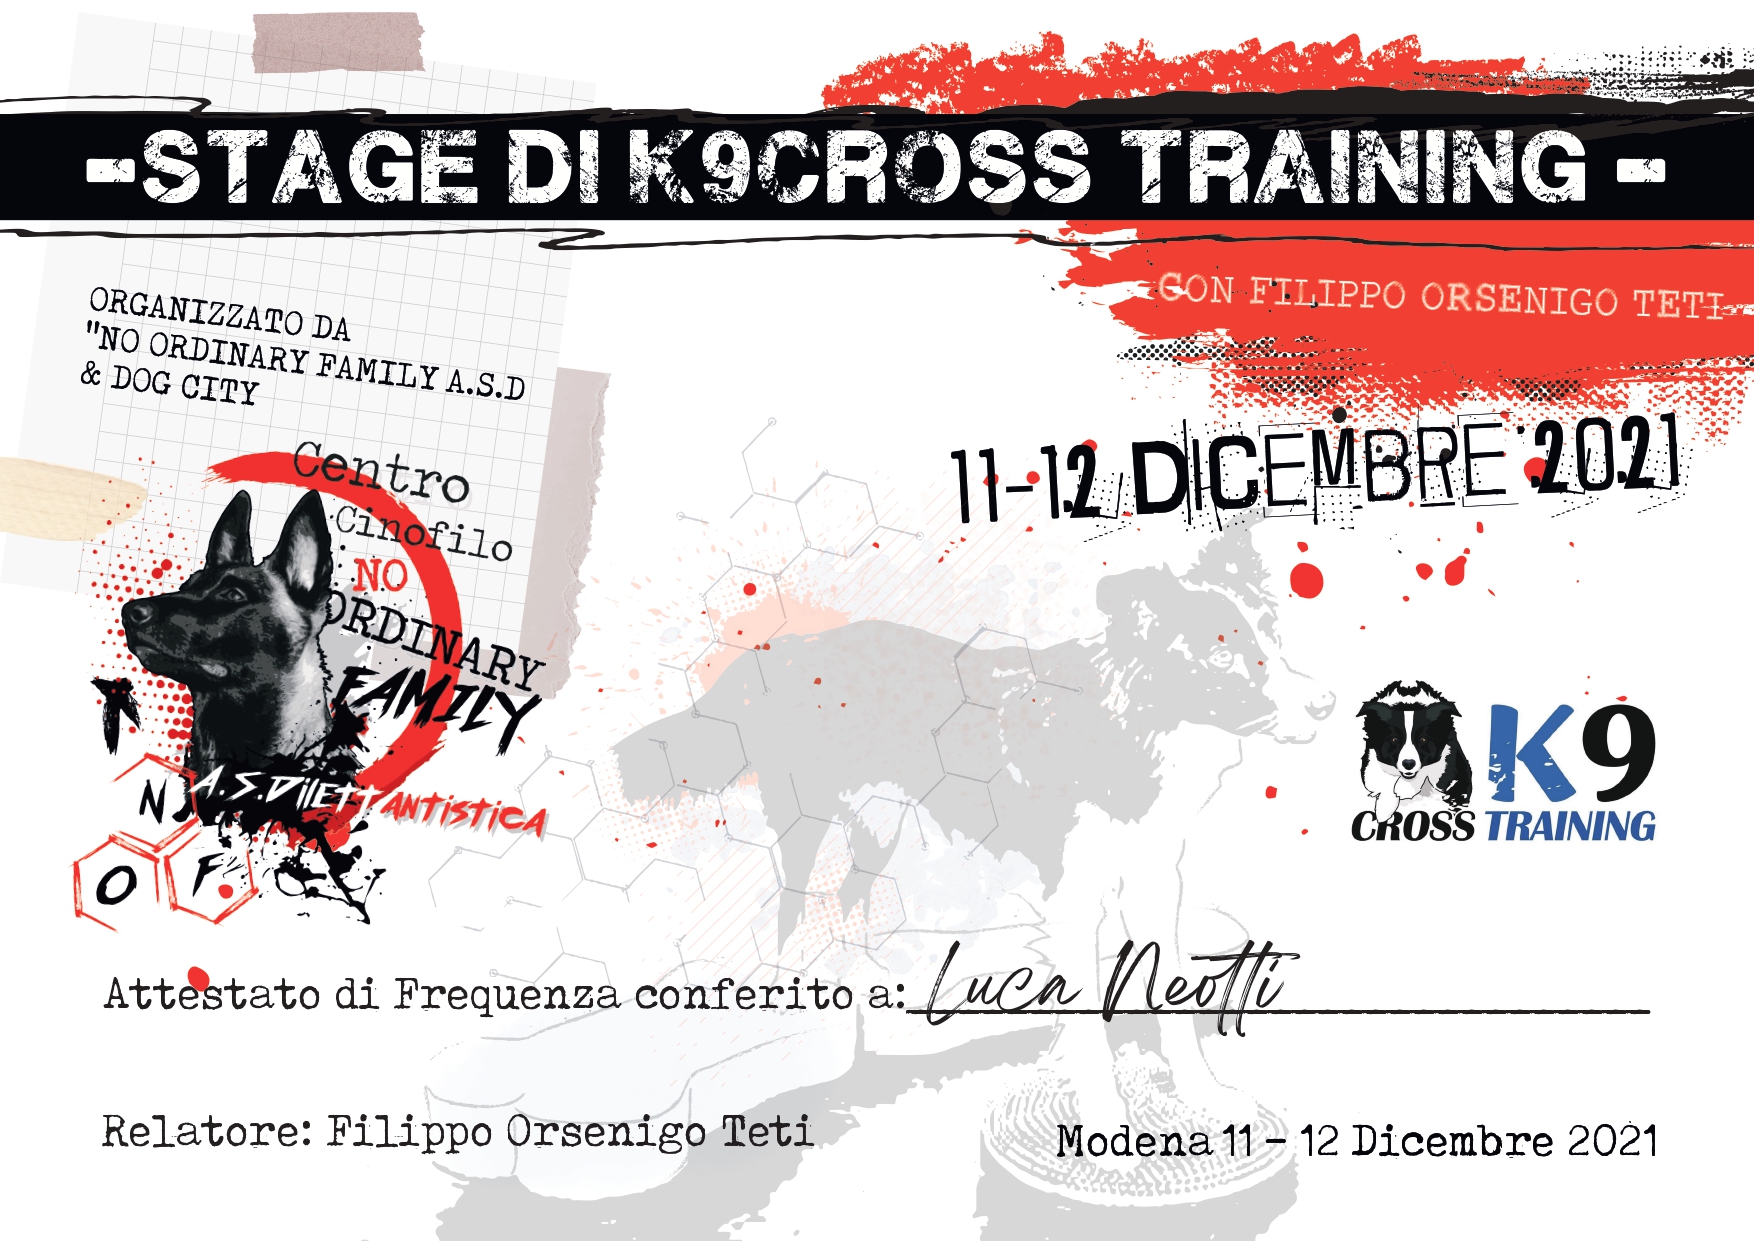 -STAGE DI K9CROSS TRAINING -
CON FILIPPO ORSENIGO TETI
ORGANIZZATO DA
"NO ORDINARY FAMILY A.S.D
& DOG CITY
11-12 DICEMBRE 2021
Centro
Cinofilo
NO
ORDINARY
FAMILY
A.S.DilettANTiSTiCA
N
O F
K9
CROSS TRAINING
Attestato di Frequenza conferito a: Luca Neotti
Relatore: Filippo Orsenigo Teti
Modena 11 - 12 Dicembre 2021